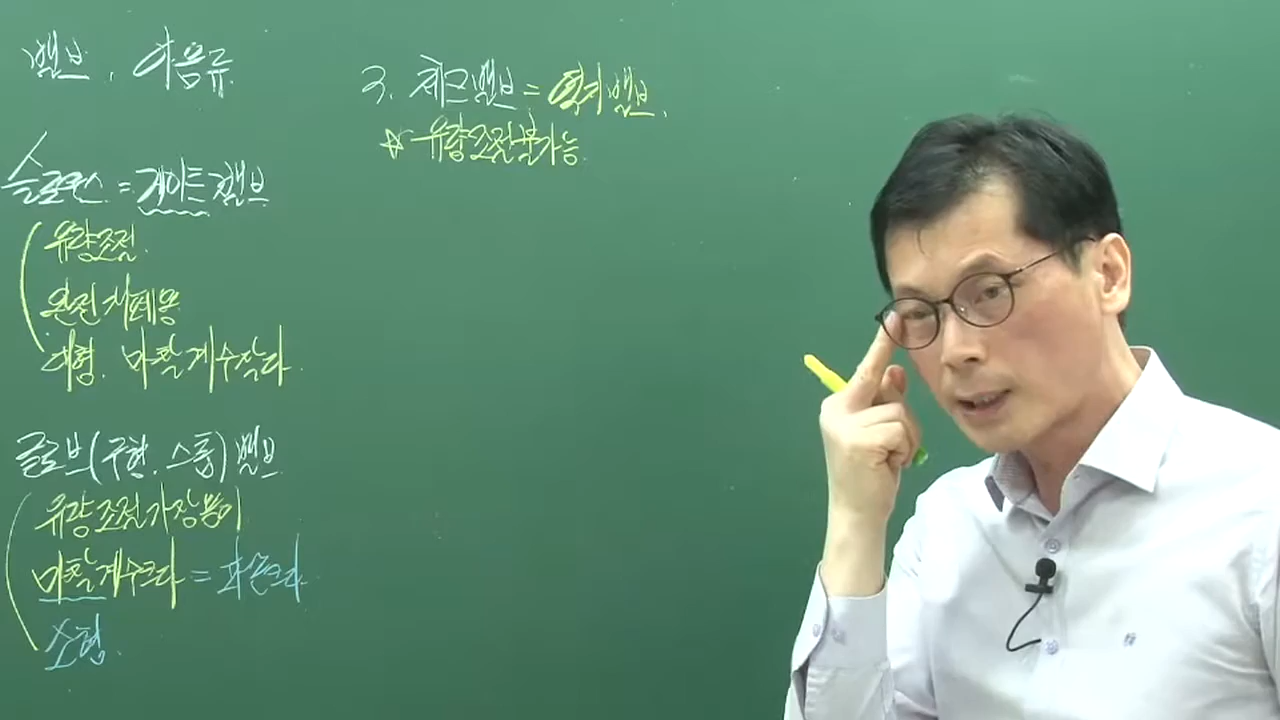 밸브, 이음류
슬루스 = 게이트 밸브
유량조절
완전차폐용
대형. 마찰계수작다.
글로브(구형. 스톱)밸브
유량조절가장용이
마찰계수크다 = 과손크다
소형.
3. 체크밸브 = 역지밸브.
☆ 유량조절불가능.